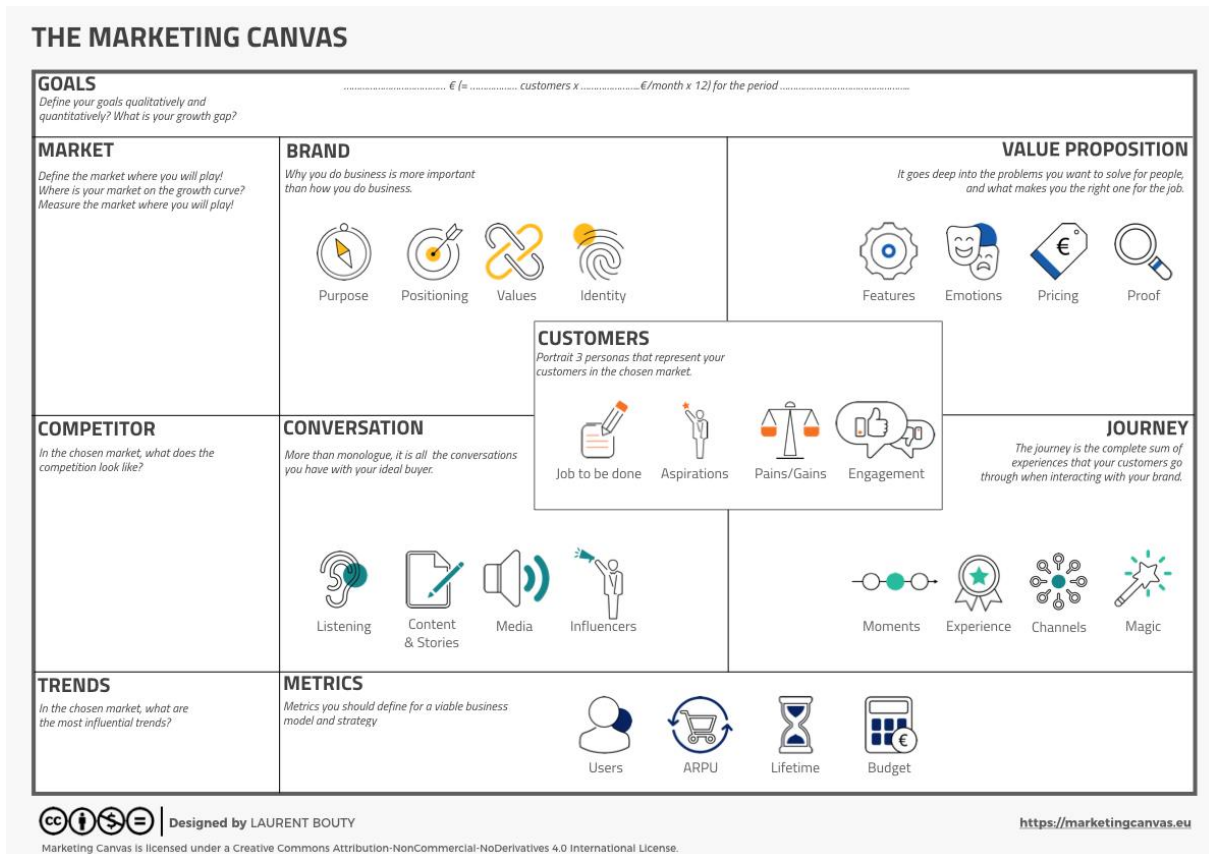 THE MARKETING CANVAS
GOALS
Define your goals qualitatively and
quantitatively? What is your growth gap?
.................................. € (= ................ customers x ....................€/month x 12) for the period ...........................................
MARKET
Define the market where you will play!
Where is your market on the growth curve?
Measure the market where you will play!
BRAND
Why you do business is more important
than how you do business.
Purpose
Positioning
Values
Identity
VALUE PROPOSITION
It goes deep into the problems you want to solve for people,
and what makes you the right one for the job.
€
Features
Emotions
Pricing
Proof
CUSTOMERS
Portrait 3 personas that represent your
customers in the chosen market.
Job to be done
Aspirations
Pains/Gains
Engagement
COMPETITOR
In the chosen market, what does the
competition look like?
CONVERSATION
More than monologue, it is all the conversations
you have with your ideal buyer.
Listening
Content
& Stories
Media
Influencers
JOURNEY
The journey is the complete sum of
experiences that your customers go
through when interacting with your brand.
Moments
Experience
Channels
Magic
TRENDS
In the chosen market, what are
the most influential trends?
METRICS
Metrics you should define for a viable business
model and strategy
€
Users
ARPU
Lifetime
Budget
cc
Designed by LAURENT BOUTY
https://marketingcanvas.eu
Marketing Canvas is licensed under a Creative Commons Attribution-NonCommercial-NoDerivatives 4.0 International License.